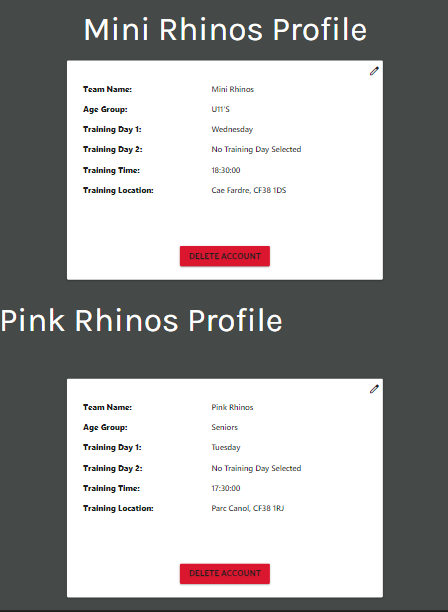 Mini Rhinos Profile
Team Name: Mini Rhinos
Age Group: U11'S
Training Day 1: Wednesday
Training Day 2: No Training Day Selected
Training Time: 18:30:00
Training Location: Cae Fardre, CF38 1DS
DELETE ACCOUNT
Pink Rhinos Profile
Team Name: Pink Rhinos
Age Group: Seniors
Training Day 1: Tuesday
Training Day 2: No Training Day Selected
Training Time: 17:30:00
Training Location: Parc Canol, CF38 1RJ
DELETE ACCOUNT